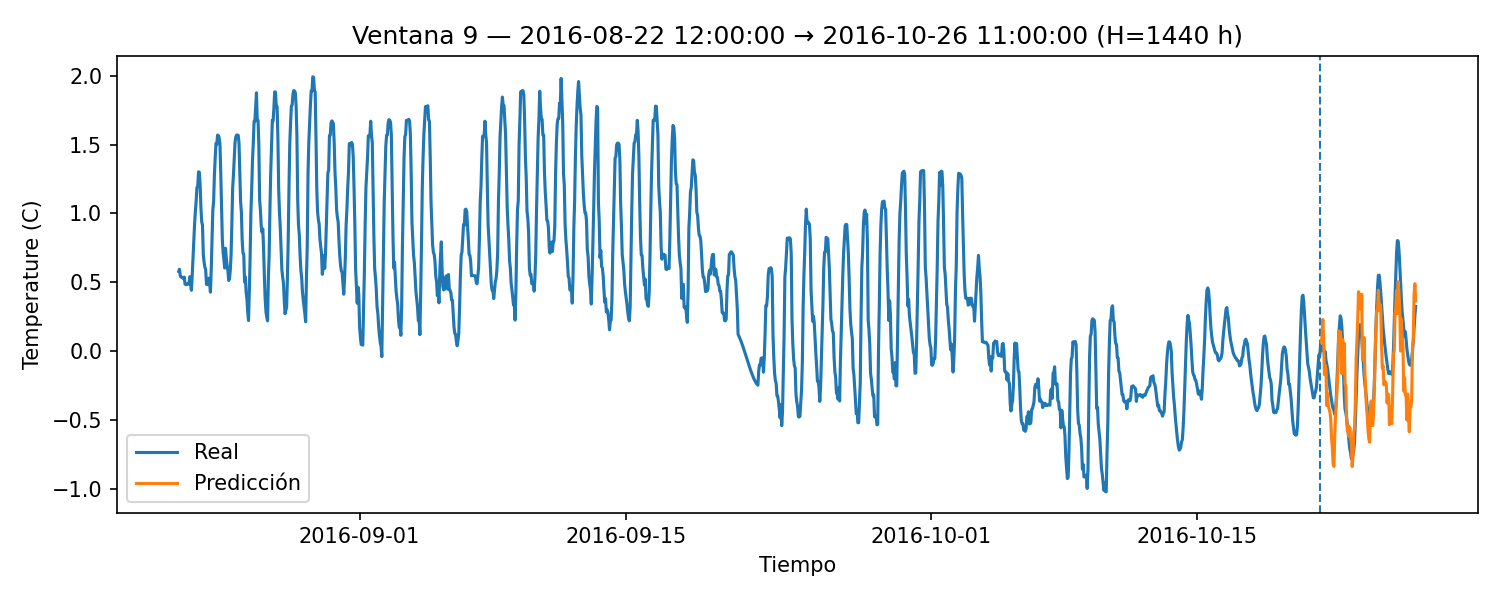 Ventana 9 — 2016-08-22 12:00:00 → 2016-10-26 11:00:00 (H=1440 h)
2.0
1.5
1.0
0.5
0.0
−0.5
−1.0
Temperature (C)
Real
Predicción
2016-09-01
2016-09-15
2016-10-01
2016-10-15
Tiempo